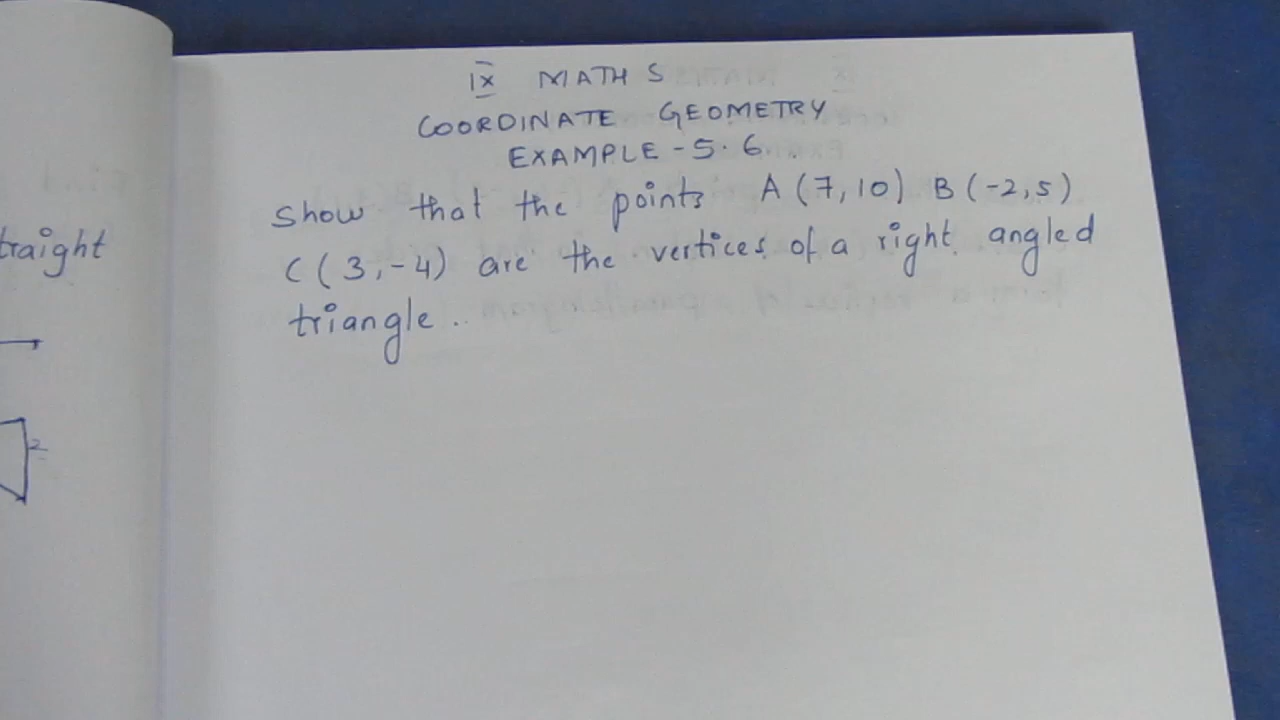 IX MATHS
COORDINATE GEOMETRY
EXAMPLE - 5.6
Show that the points A (7,10) B (-2,5)
C (3,-4) are the vertices of a right angled
triangle.
traight